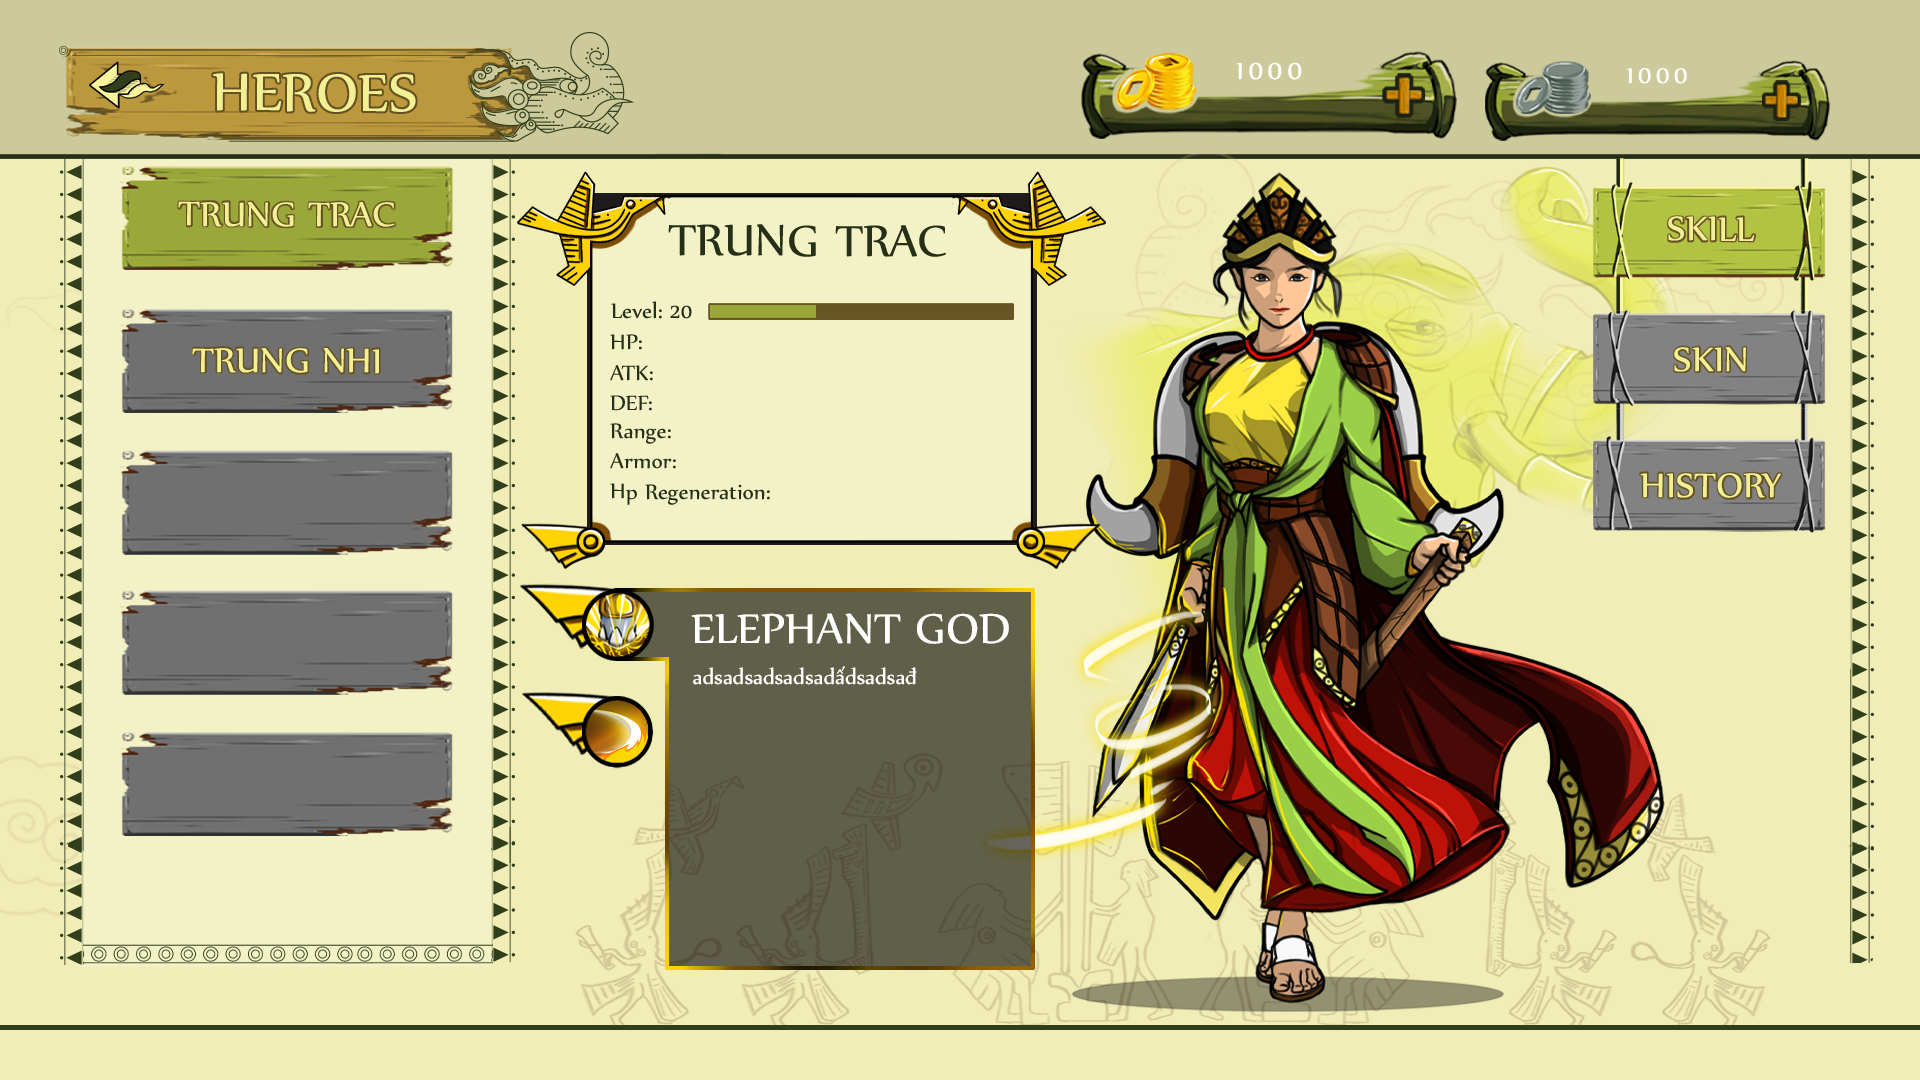 HEROES
1000
1000
TRUNG TRAC
TRUNG NHI
TRUNG TRAC
Level: 20
HP:
ATK:
DEF:
Range:
Armor:
Hp Regeneration:
ELEPHANT GOD
adsadsadsadsadấdsadsađ
SKILL
SKIN
HISTORY